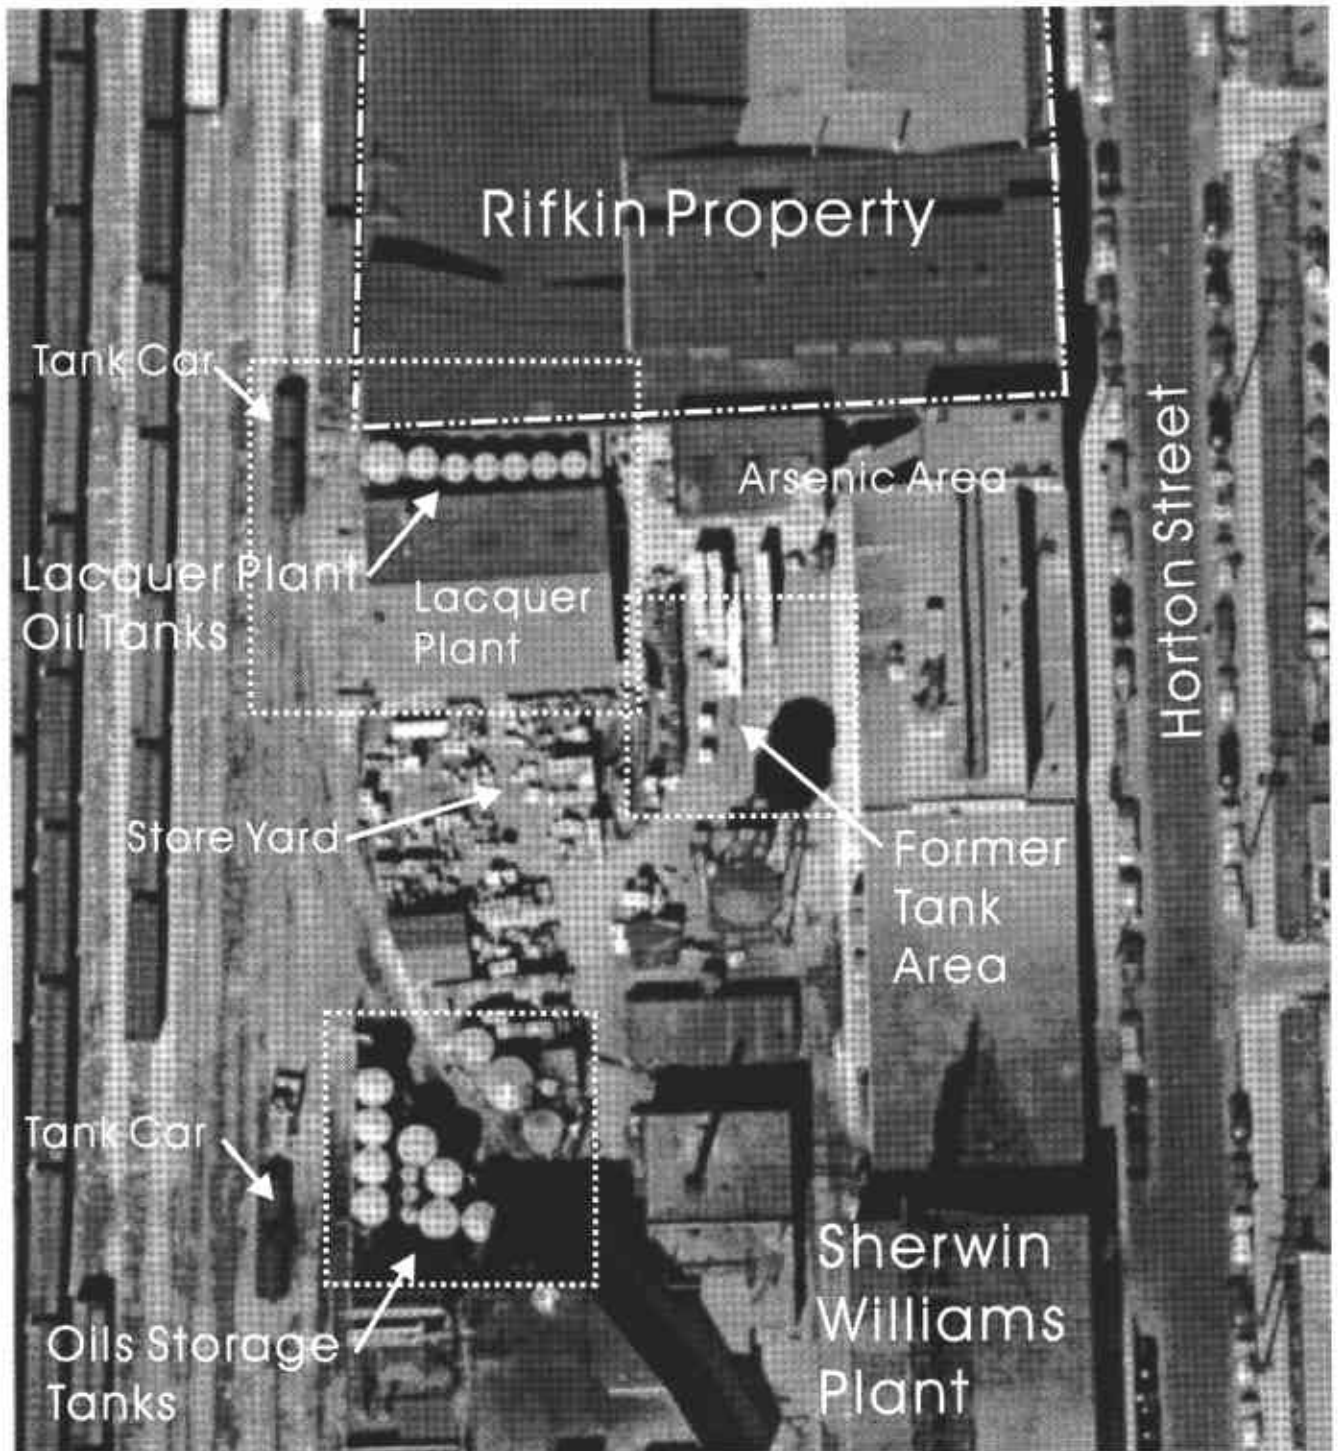 Rifkin Property
Tank Car
Arsenic Area
Horton Street
Lacquer Plant
Oil Tanks
Lacquer
Plant
Store Yard
Former
Tank
Area
Tank Car
Sherwin
Williams
Plant
Oils Storage
Tanks